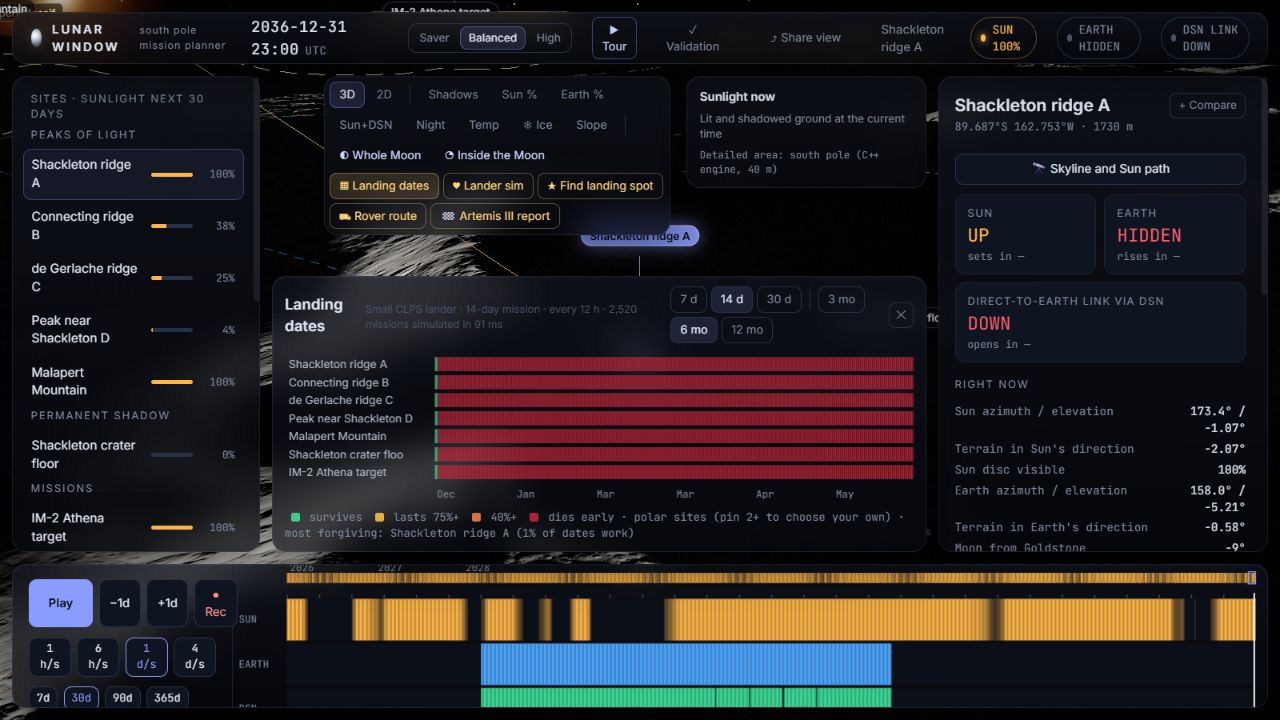 IM-2 Athena target
LUNAR
WINDOW
south pole
mission planner
2036-12-31
23:00 UTC
Saver
Balanced
High
▶
Tour
✓
Validation
⤴ Share view
Shackleton
ridge A
SUN
100%
EARTH
HIDDEN
DSN LINK
DOWN
SITES · SUNLIGHT NEXT 30
DAYS
PEAKS OF LIGHT
Shackleton ridge
A
100%
Connecting ridge
B
38%
de Gerlache ridge
C
25%
Peak near
Shackleton D
4%
Malapert
Mountain
100%
PERMANENT SHADOW
Shackleton crater
floor
0%
MISSIONS
IM-2 Athena
target
100%
3D
2D
Shadows
Sun %
Earth %
Sun+DSN
Night
Temp
❄ Ice
Slope
Whole Moon
Inside the Moon
Landing dates
♥ Lander sim
★ Find landing spot
Rover route
Artemis III report
Sunlight now
Lit and shadowed ground at the current
time
Detailed area: south pole (C++
engine, 40 m)
Shackleton ridge A
Landing
dates
Small CLPS lander · 14-day mission · every 12 h · 2,520
missions simulated in 91 ms
7 d
14 d
30 d
3 mo
6 mo
12 mo
Shackleton ridge A
Connecting ridge B
de Gerlache ridge C
Peak near Shackleton D
Malapert Mountain
Shackleton crater floo
IM-2 Athena target
Dec
Jan
Mar
Mar
Apr
May
survives
lasts 75%+
40%+
dies early · polar sites (pin 2+ to choose your own) ·
most forgiving: Shackleton ridge A (1% of dates work)
Shackleton ridge A
+ Compare
89.687°S 162.753°W · 1730 m
Skyline and Sun path
SUN
UP
sets in —
EARTH
HIDDEN
rises in —
DIRECT-TO-EARTH LINK VIA DSN
DOWN
opens in —
RIGHT NOW
Sun azimuth / elevation
173.4° /
-1.07°
Terrain in Sun's direction
-2.07°
Sun disc visible
100%
Earth azimuth / elevation
158.0° /
-5.21°
Terrain in Earth's direction
-0.58°
Moon from Goldstone
-9°
Play
−1d
+1d
Rec
1
h/s
6
h/s
1
d/s
4
d/s
7d
30d
90d
365d
2026
2027
2028
SUN
EARTH
DSN